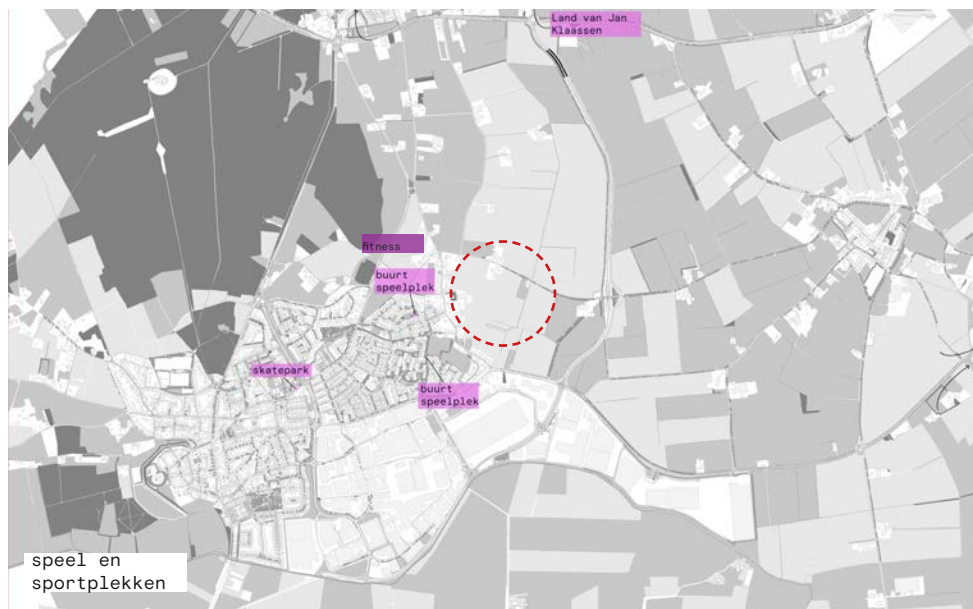 Land van Jan
Klaassen
fitness
buurt
speelplek
skatepark
buurt
speelplek
speel en
sportplekken